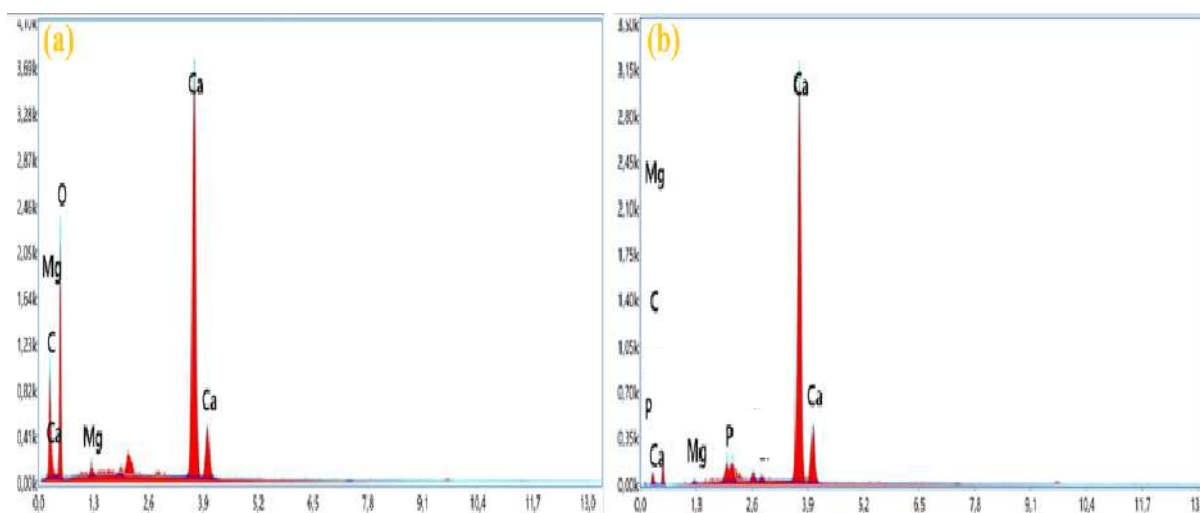 (a)
4,10k
3,69k
3,28k
2,87k
2,46k
2,05k
1,64k
1,23k
0,82k
0,41k
0,00k
Ca
O
Mg
C
Ca
Ca
Mg
0,0 1,3 2,6 3,9 5,2 6,5 7,8 9,1 10,4 11,7 13,0
(b)
3,50k
3,15k
2,80k
2,45k
2,10k
1,75k
1,40k
1,05k
0,70k
0,35k
0,00k
Ca
Mg
C
P
Ca
Ca
Mg
P
0,0 1,3 2,6 3,9 5,2 6,5 7,8 9,1 10,4 11,7